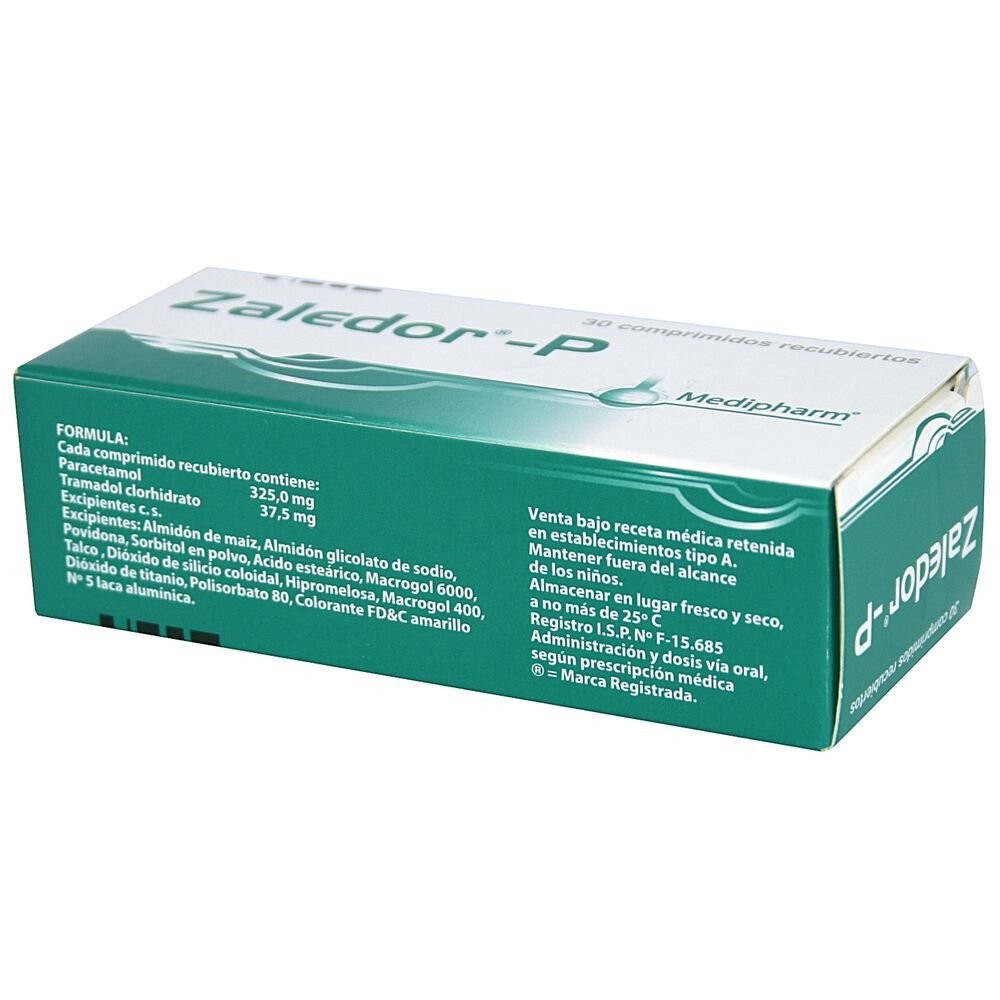 Zaledor®-P
30 comprimidos recubiertos
Medipharm®
FORMULA:
Cada comprimido recubierto contiene:
Paracetamol 325,0 mg
Tramadol clorhidrato 37,5 mg
Excipientes c.s.
Excipientes: Almidón de maíz, Almidón glicolato de sodio,
Povidona, Sorbitol en polvo, Acido esteárico, Macrogol 6000,
Talco , Dióxido de silicio coloidal, Hipromelosa, Macrogol 400,
Dióxido de titanio, Polisorbato 80, Colorante FD&C amarillo
Nº 5 laca alumínica.
Venta bajo receta médica retenida
en establecimientos tipo A.
Mantener fuera del alcance
de los niños.
Almacenar en lugar fresco y seco,
a no más de 25º C
Registro I.S.P. Nº F-15.685
Administración y dosis vía oral,
según prescripción médica
® = Marca Registrada.
Zaledor®-P
30 comprimidos recubiertos